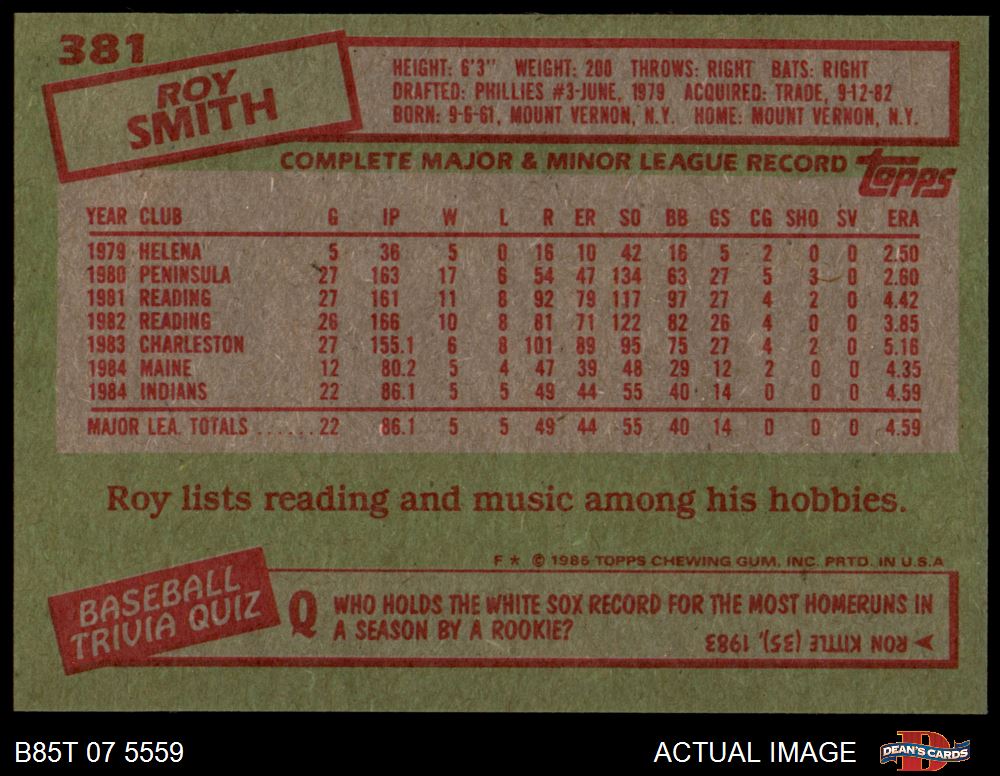 381
ROY
SMITH
HEIGHT: 6'3" WEIGHT: 200 THROWS: RIGHT BATS: RIGHT
DRAFTED: PHILLIES #3-JUNE, 1979 ACQUIRED: TRADE, 9-12-82
BORN: 9-6-61, MOUNT VERNON, N.Y. HOME: MOUNT VERNON, N.Y.
COMPLETE MAJOR & MINOR LEAGUE RECORD topps
YEAR CLUB G IP W L R ER SO BB GS CG SHO SV ERA
1979 HELENA 5 36 5 0 16 10 42 16 5 2 0 0 2.50
1980 PENINSULA 27 163 17 6 54 47 134 63 27 5 3 0 2.60
1981 READING 27 161 11 8 92 79 117 97 27 4 2 0 4.42
1982 READING 26 166 10 8 81 71 122 82 26 4 0 0 3.85
1983 CHARLESTON 27 155.1 6 8 101 89 95 75 27 4 2 0 5.16
1984 MAINE 12 80.2 5 4 47 39 48 29 12 2 0 0 4.35
1984 INDIANS 22 86.1 5 5 49 44 55 40 14 0 0 0 4.59
MAJOR LEA. TOTALS ......22 86.1 5 5 49 44 55 40 14 0 0 0 4.59
Roy lists reading and music among his hobbies.
F * © 1985 TOPPS CHEWING GUM, INC. PRTD. IN U.S.A
BASEBALL
TRIVIA QUIZ
Q WHO HOLDS THE WHITE SOX RECORD FOR THE MOST HOMERUNS IN
A SEASON BY A ROOKIE?
RON KITTLE (35), 1983
B85T 07 5559
ACTUAL IMAGE
DEAN'S CARDS